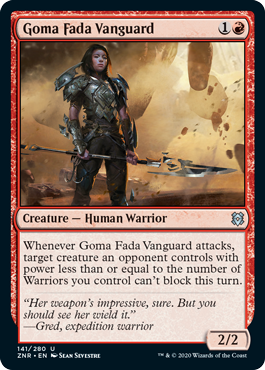 Goma Fada Vanguard
1
Creature — Human Warrior
Whenever Goma Fada Vanguard attacks,
target creature an opponent controls with
power less than or equal to the number of
Warriors you control can't block this turn.
“Her weapon's impressive, sure. But you
should see her wield it.”
—Gred, expedition warrior
2/2
141/280 U
ZNR • EN Sean Sivestre
™ & © 2020 Wizards of the Coast